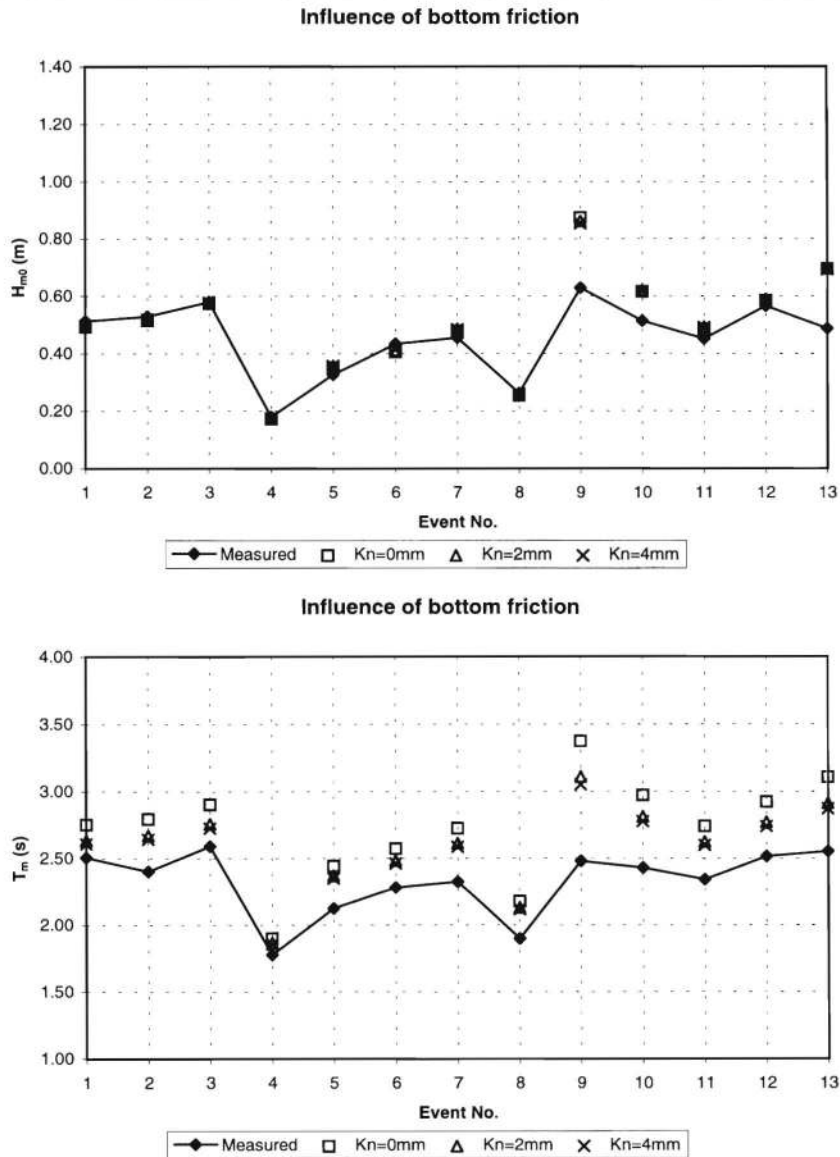 Influence of bottom friction
1.40
1.20
1.00
0.80
0.60
0.40
0.20
0.00
H_m0 (m)
1 2 3 4 5 6 7 8 9 10 11 12 13
Event No.
Measured Kn=0mm Kn=2mm Kn=4mm
Influence of bottom friction
4.00
3.50
3.00
2.50
2.00
1.50
1.00
T_m (s)
1 2 3 4 5 6 7 8 9 10 11 12 13
Event No.
Measured Kn=0mm Kn=2mm Kn=4mm